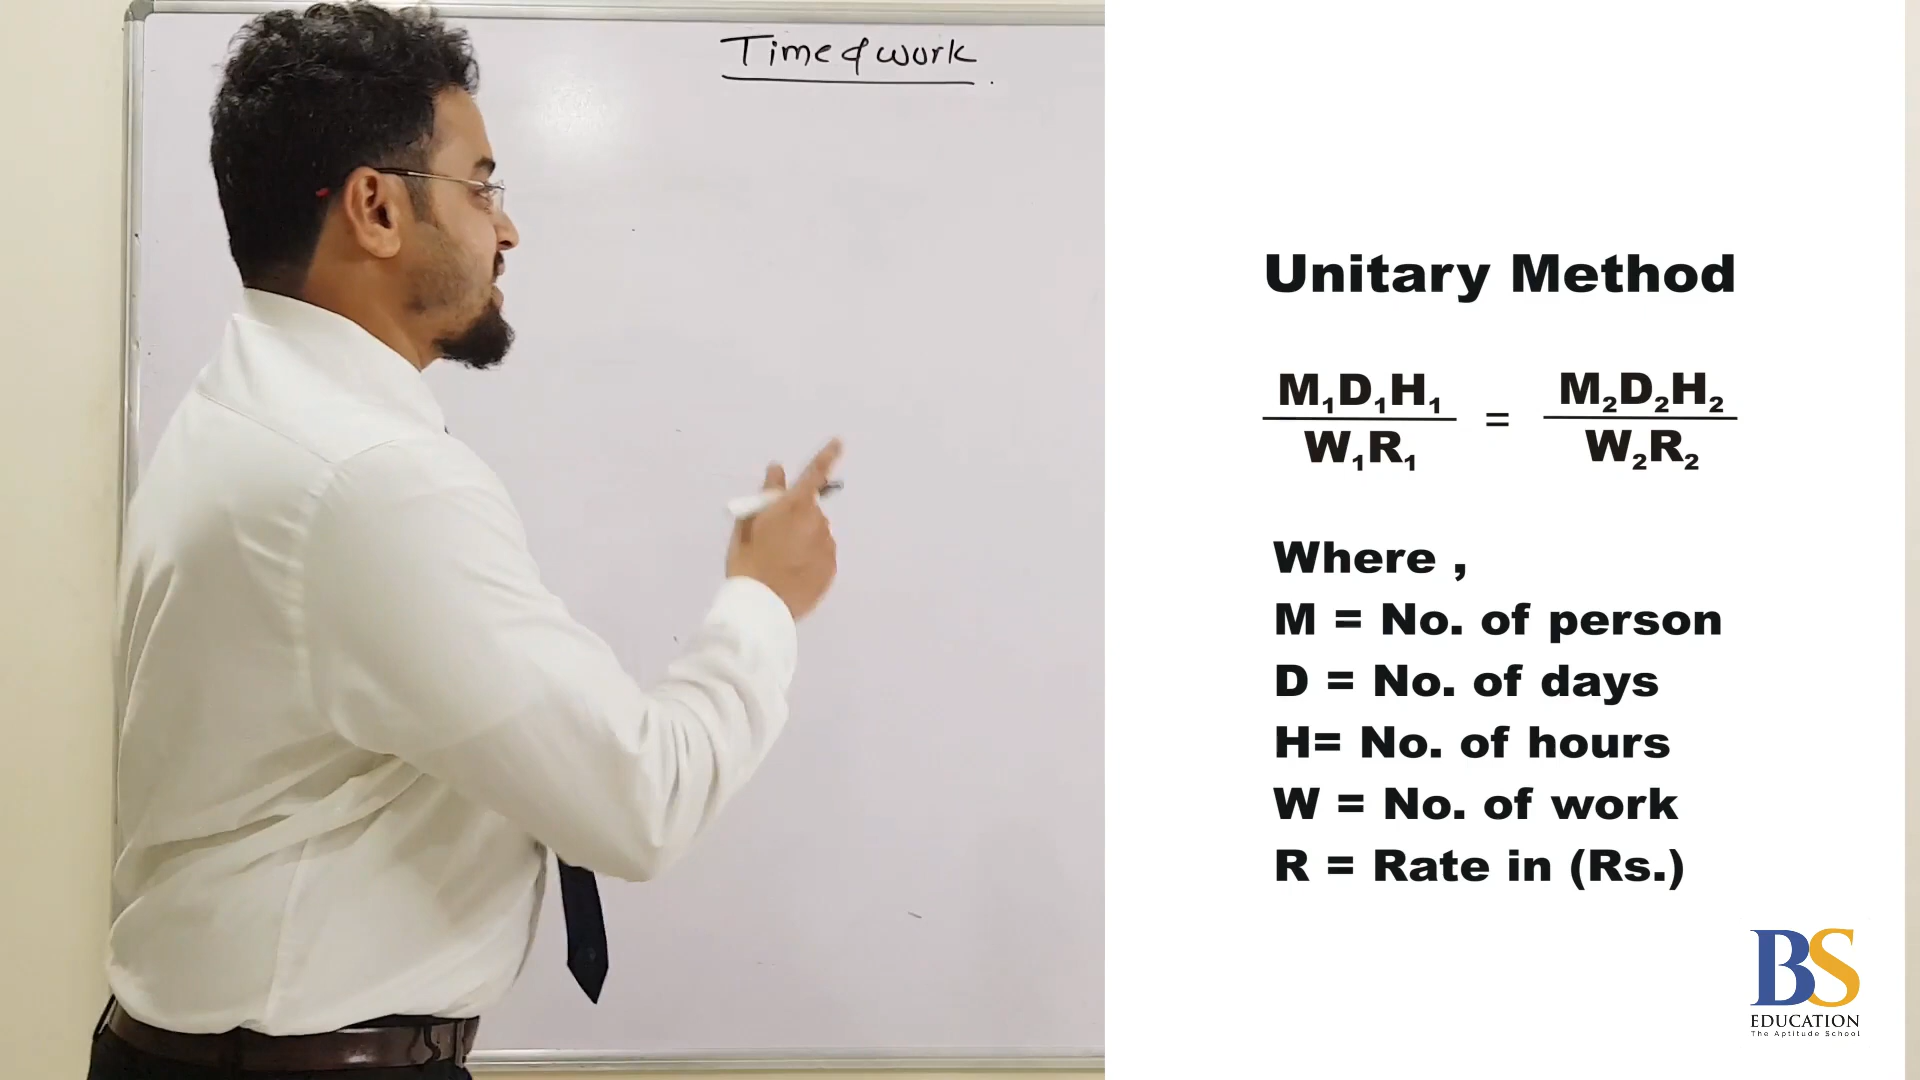 Time & work
Unitary Method
M₁D₁H₁ / W₁R₁ = M₂D₂H₂ / W₂R₂
Where ,
M = No. of person
D = No. of days
H= No. of hours
W = No. of work
R = Rate in (Rs.)
BS
EDUCATION
The Aptitude School